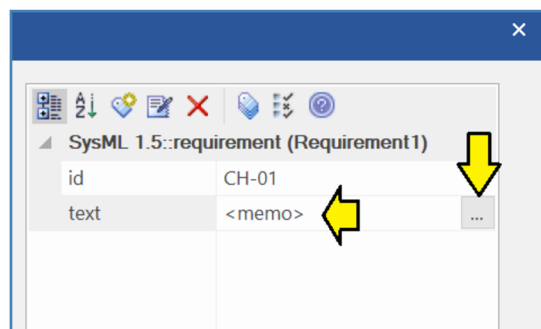 SysML 1.5::requirement (Requirement1)
id CH-01
text <memo> ...